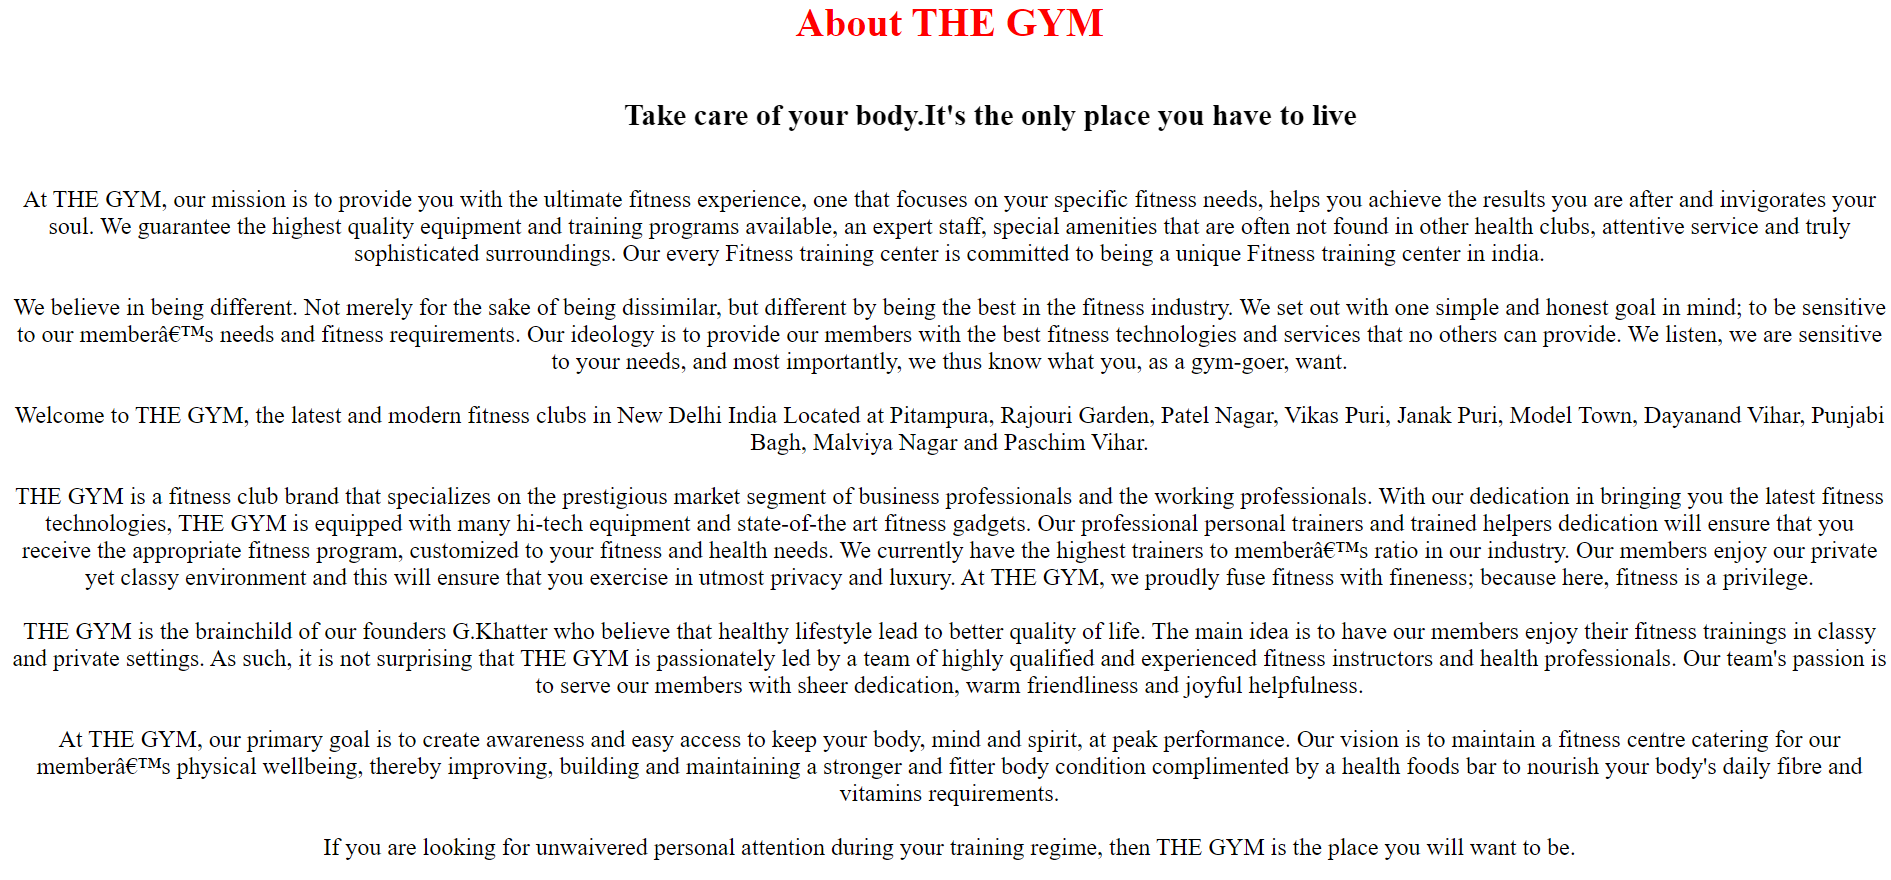 About THE GYM
Take care of your body.It's the only place you have to live
At THE GYM, our mission is to provide you with the ultimate fitness experience, one that focuses on your specific fitness needs, helps you achieve the results you are after and invigorates your
soul. We guarantee the highest quality equipment and training programs available, an expert staff, special amenities that are often not found in other health clubs, attentive service and truly
sophisticated surroundings. Our every Fitness training center is committed to being a unique Fitness training center in india.
We believe in being different. Not merely for the sake of being dissimilar, but different by being the best in the fitness industry. We set out with one simple and honest goal in mind; to be sensitive
to our memberâ€™s needs and fitness requirements. Our ideology is to provide our members with the best fitness technologies and services that no others can provide. We listen, we are sensitive
to your needs, and most importantly, we thus know what you, as a gym-goer, want.
Welcome to THE GYM, the latest and modern fitness clubs in New Delhi India Located at Pitampura, Rajouri Garden, Patel Nagar, Vikas Puri, Janak Puri, Model Town, Dayanand Vihar, Punjabi
Bagh, Malviya Nagar and Paschim Vihar.
THE GYM is a fitness club brand that specializes on the prestigious market segment of business professionals and the working professionals. With our dedication in bringing you the latest fitness
technologies, THE GYM is equipped with many hi-tech equipment and state-of-the art fitness gadgets. Our professional personal trainers and trained helpers dedication will ensure that you
receive the appropriate fitness program, customized to your fitness and health needs. We currently have the highest trainers to memberâ€™s ratio in our industry. Our members enjoy our private
yet classy environment and this will ensure that you exercise in utmost privacy and luxury. At THE GYM, we proudly fuse fitness with fineness; because here, fitness is a privilege.
THE GYM is the brainchild of our founders G.Khatter who believe that healthy lifestyle lead to better quality of life. The main idea is to have our members enjoy their fitness trainings in classy
and private settings. As such, it is not surprising that THE GYM is passionately led by a team of highly qualified and experienced fitness instructors and health professionals. Our team's passion is
to serve our members with sheer dedication, warm friendliness and joyful helpfulness.
At THE GYM, our primary goal is to create awareness and easy access to keep your body, mind and spirit, at peak performance. Our vision is to maintain a fitness centre catering for our
memberâ€™s physical wellbeing, thereby improving, building and maintaining a stronger and fitter body condition complimented by a health foods bar to nourish your body's daily fibre and
vitamins requirements.
If you are looking for unwaivered personal attention during your training regime, then THE GYM is the place you will want to be.